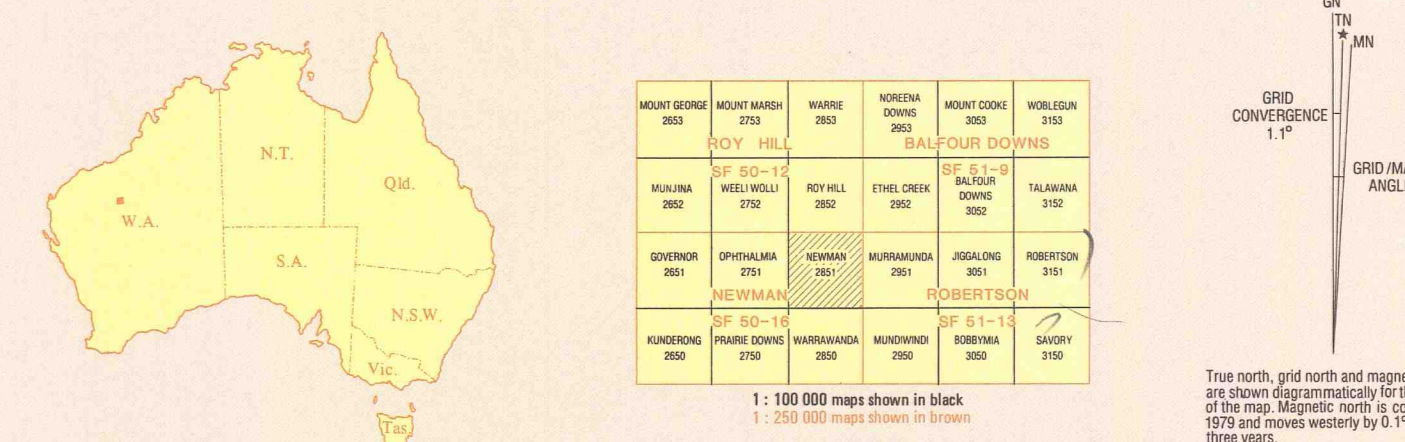 N.T.
Qld.
W.A.
S.A.
N.S.W.
Vic.
Tas.
MOUNT GEORGE
2653
MOUNT MARSH
2753
WARRIE
2853
NOREENA
DOWNS
2953
MOUNT COOKE
3053
WOBLEGUN
3153
ROY HILL
BALFOUR DOWNS
SF 50-12
SF 51-9
MUNJINA
2652
WEELI WOLLI
2752
ROY HILL
2852
ETHEL CREEK
2952
BALFOUR
DOWNS
3052
TALAWANA
3152
GOVERNOR
2651
OPHTHALMIA
2751
NEWMAN
2851
MURRAMUNDA
2951
JIGGALONG
3051
ROBERTSON
3151
NEWMAN
ROBERTSON
SF 50-16
SF 51-13
KUNDERONG
2650
PRAIRIE DOWNS
2750
WARRAWANDA
2850
MUNDIWINDI
2950
BOBBYMIA
3050
SAVORY
3150
1 : 100 000 maps shown in black
1 : 250 000 maps shown in brown
GN
TN
MN
GRID
CONVERGENCE
1.1°
GRID/MA
ANGL
True north, grid north and magne
are shown diagrammatically for th
of the map. Magnetic north is co
1979 and moves westerly by 0.1°
three years.